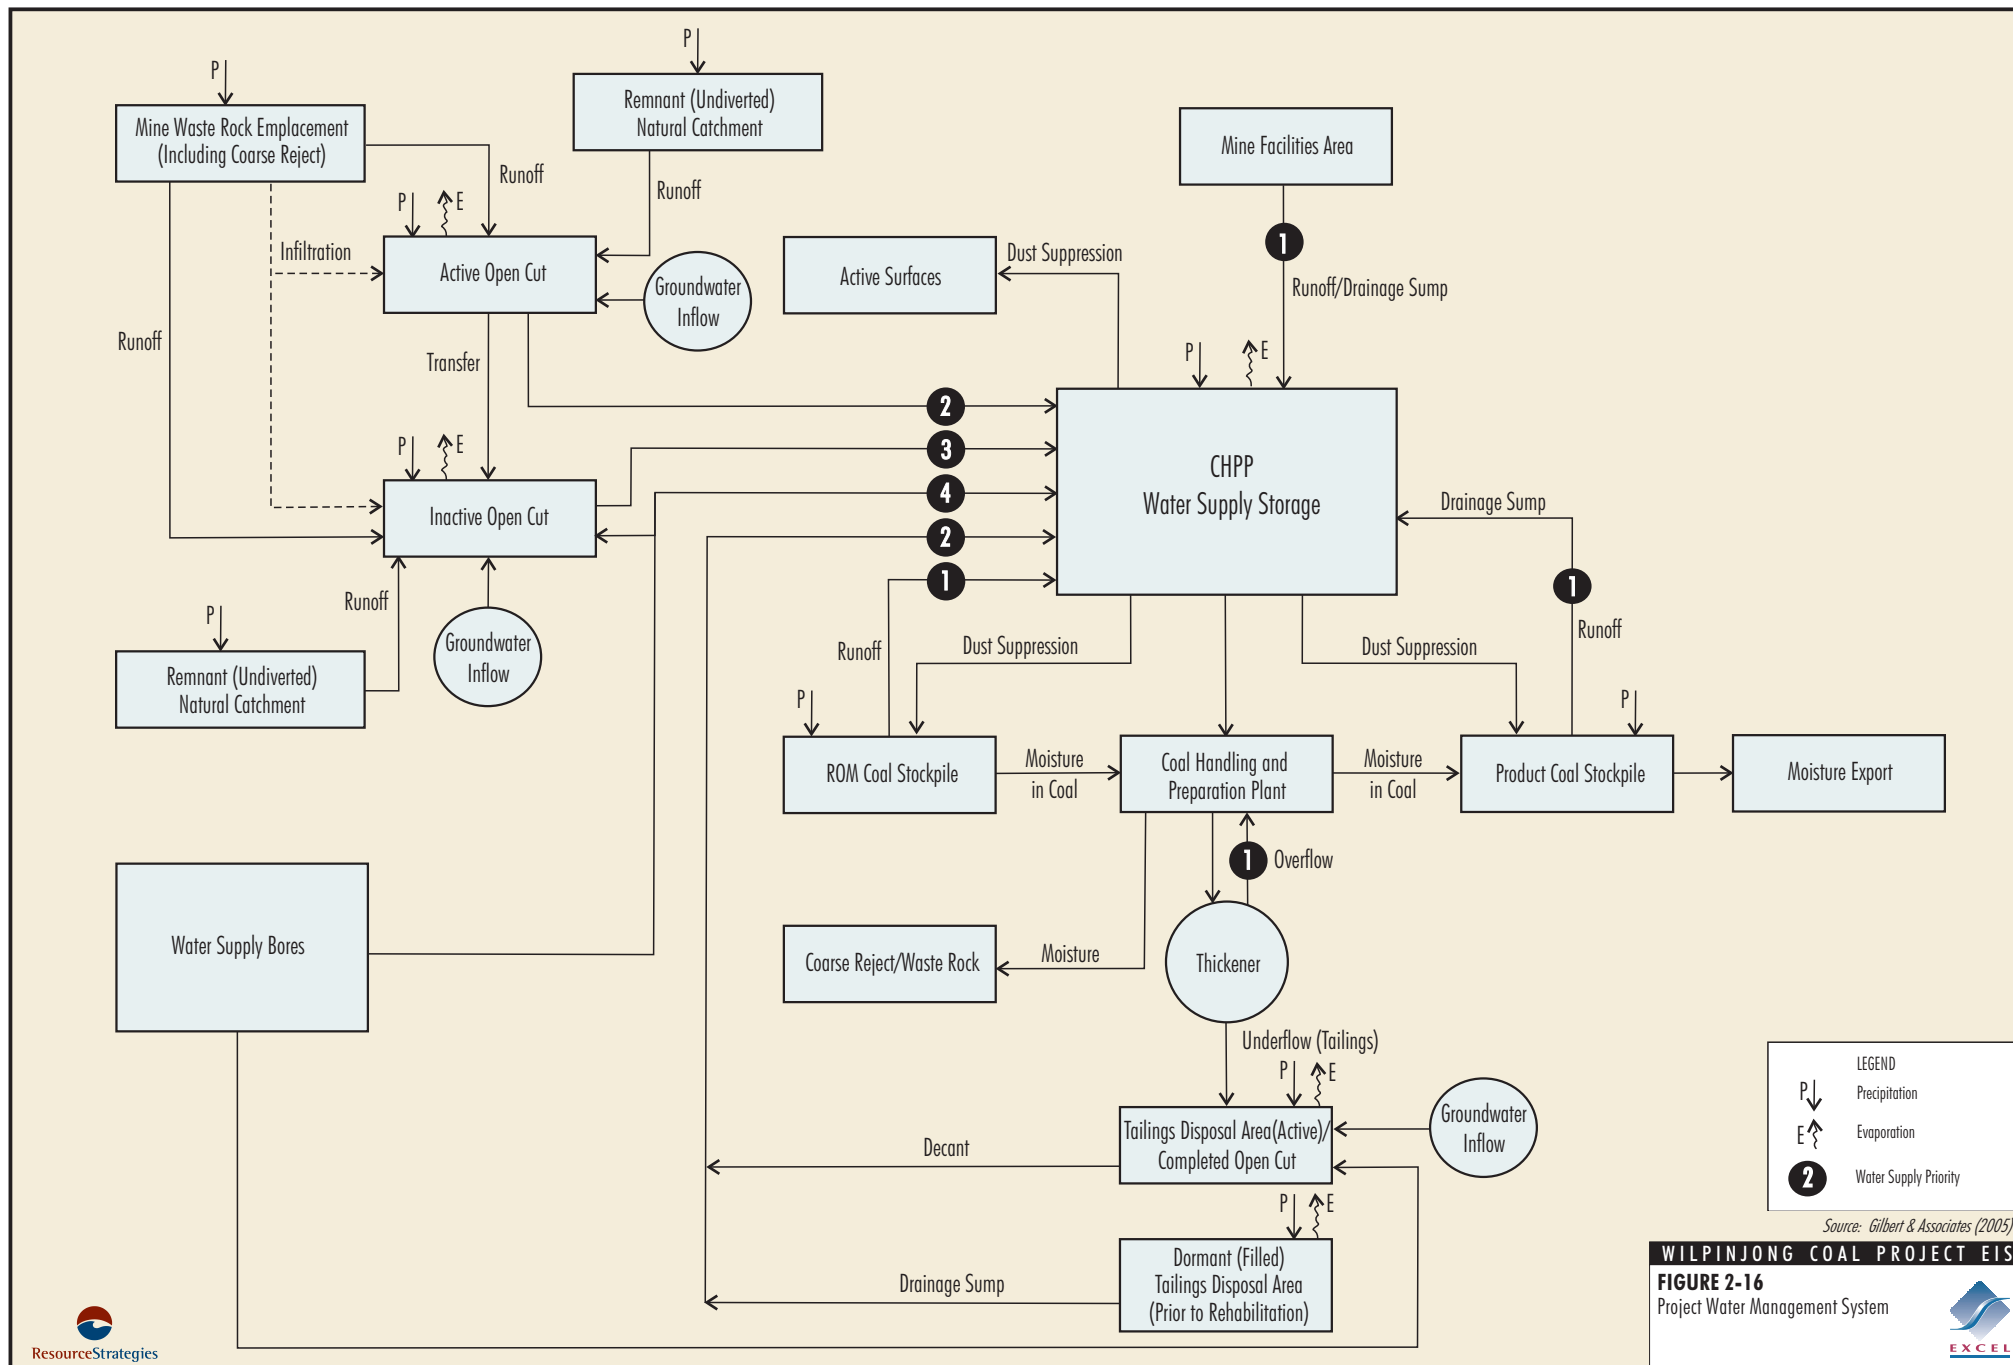 P
P
Mine Waste Rock Emplacement
(Including Coarse Reject)
Remnant (Undiverted)
Natural Catchment
Mine Facilities Area
Runoff
Runoff
P
E
Infiltration
Active Open Cut
Groundwater
Inflow
Active Surfaces
Dust Suppression
1
Runoff/Drainage Sump
Runoff
Transfer
P
E
2
3
4
2
1
CHPP
Water Supply Storage
P
E
Inactive Open Cut
Drainage Sump
1
Runoff
P
Runoff
Groundwater
Inflow
Remnant (Undiverted)
Natural Catchment
Runoff
Dust Suppression
Dust Suppression
P
P
ROM Coal Stockpile
Moisture
in Coal
Coal Handling and
Preparation Plant
Moisture
in Coal
Product Coal Stockpile
Moisture Export
1
Overflow
Water Supply Bores
Coarse Reject/Waste Rock
Moisture
Thickener
Underflow (Tailings)
P
E
Tailings Disposal Area(Active)/
Completed Open Cut
Groundwater
Inflow
Decant
P
E
Dormant (Filled)
Tailings Disposal Area
(Prior to Rehabilitation)
Drainage Sump
LEGEND
P
Precipitation
E
Evaporation
2
Water Supply Priority
Source: Gilbert & Associates (2005)
WILPINJONG COAL PROJECT EIS
FIGURE 2-16
Project Water Management System
EXCEL
ResourceStrategies